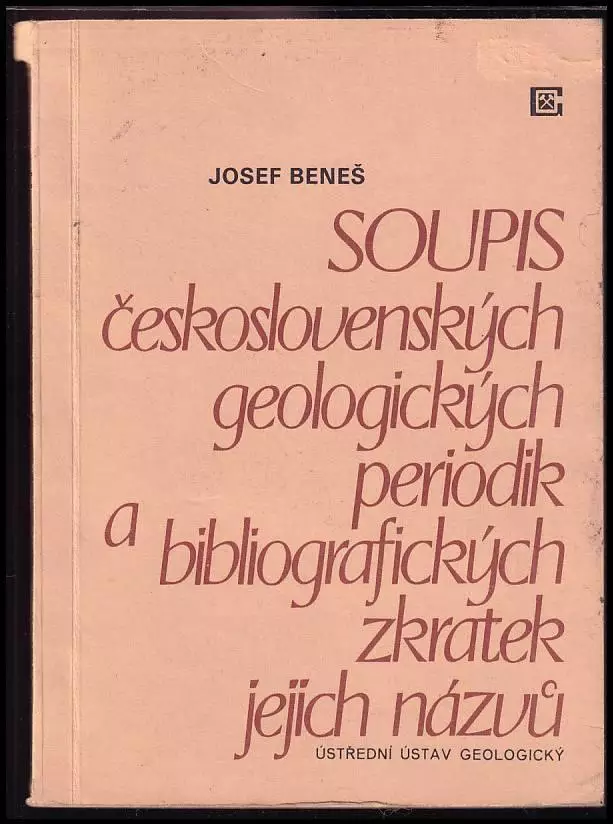 JOSEF BENEŠ
SOUPIS
československých
geologických
periodik
a bibliografických
zkratek
jejich názvů
ÚSTŘEDNÍ ÚSTAV GEOLOGICKÝ